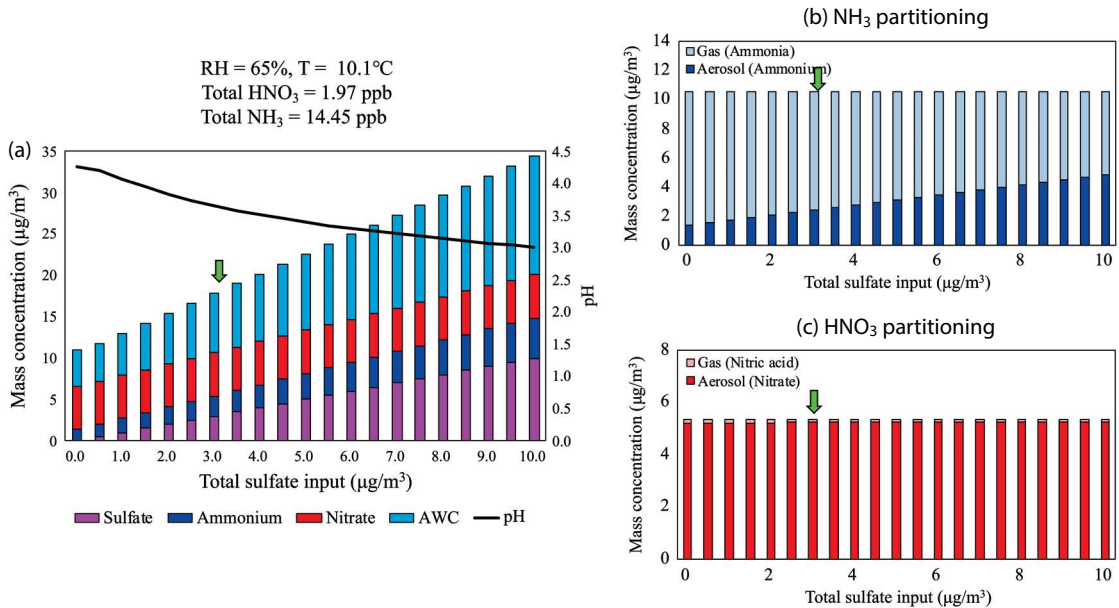 RH = 65%, T = 10.1°C
Total HNO₃ = 1.97 ppb
Total NH₃ = 14.45 ppb
(a)
Mass concentration (µg/m³)
35
30
25
20
15
10
5
0
4.5
4.0
3.5
3.0
2.5
2.0
1.5
1.0
0.5
0.0
pH
0.0 1.0 2.0 3.0 4.0 5.0 6.0 7.0 8.0 9.0 10.0
Total sulfate input (µg/m³)
Sulfate Ammonium Nitrate AWC pH
(b) NH₃ partitioning
Mass concentration (µg/m³)
14
12
10
8
6
4
2
0
Gas (Ammonia)
Aerosol (Ammonium)
0 2 4 6 8 10
Total sulfate input (µg/m³)
(c) HNO₃ partitioning
Mass concentration (µg/m³)
8
6
4
2
0
Gas (Nitric acid)
Aerosol (Nitrate)
0 2 4 6 8 10
Total sulfate input (µg/m³)